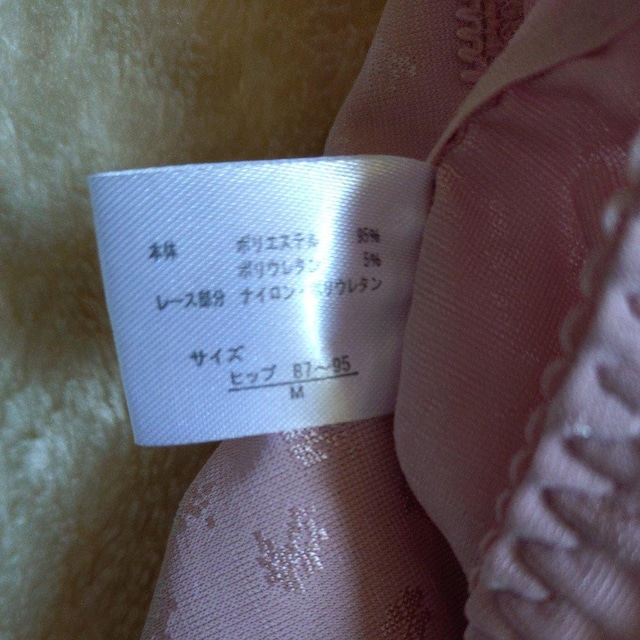 本体 ポリエステル 95%
ポリウレタン 5%
レース部分 ナイロン・ポリウレタン
サイズ
ヒップ 87～95
M